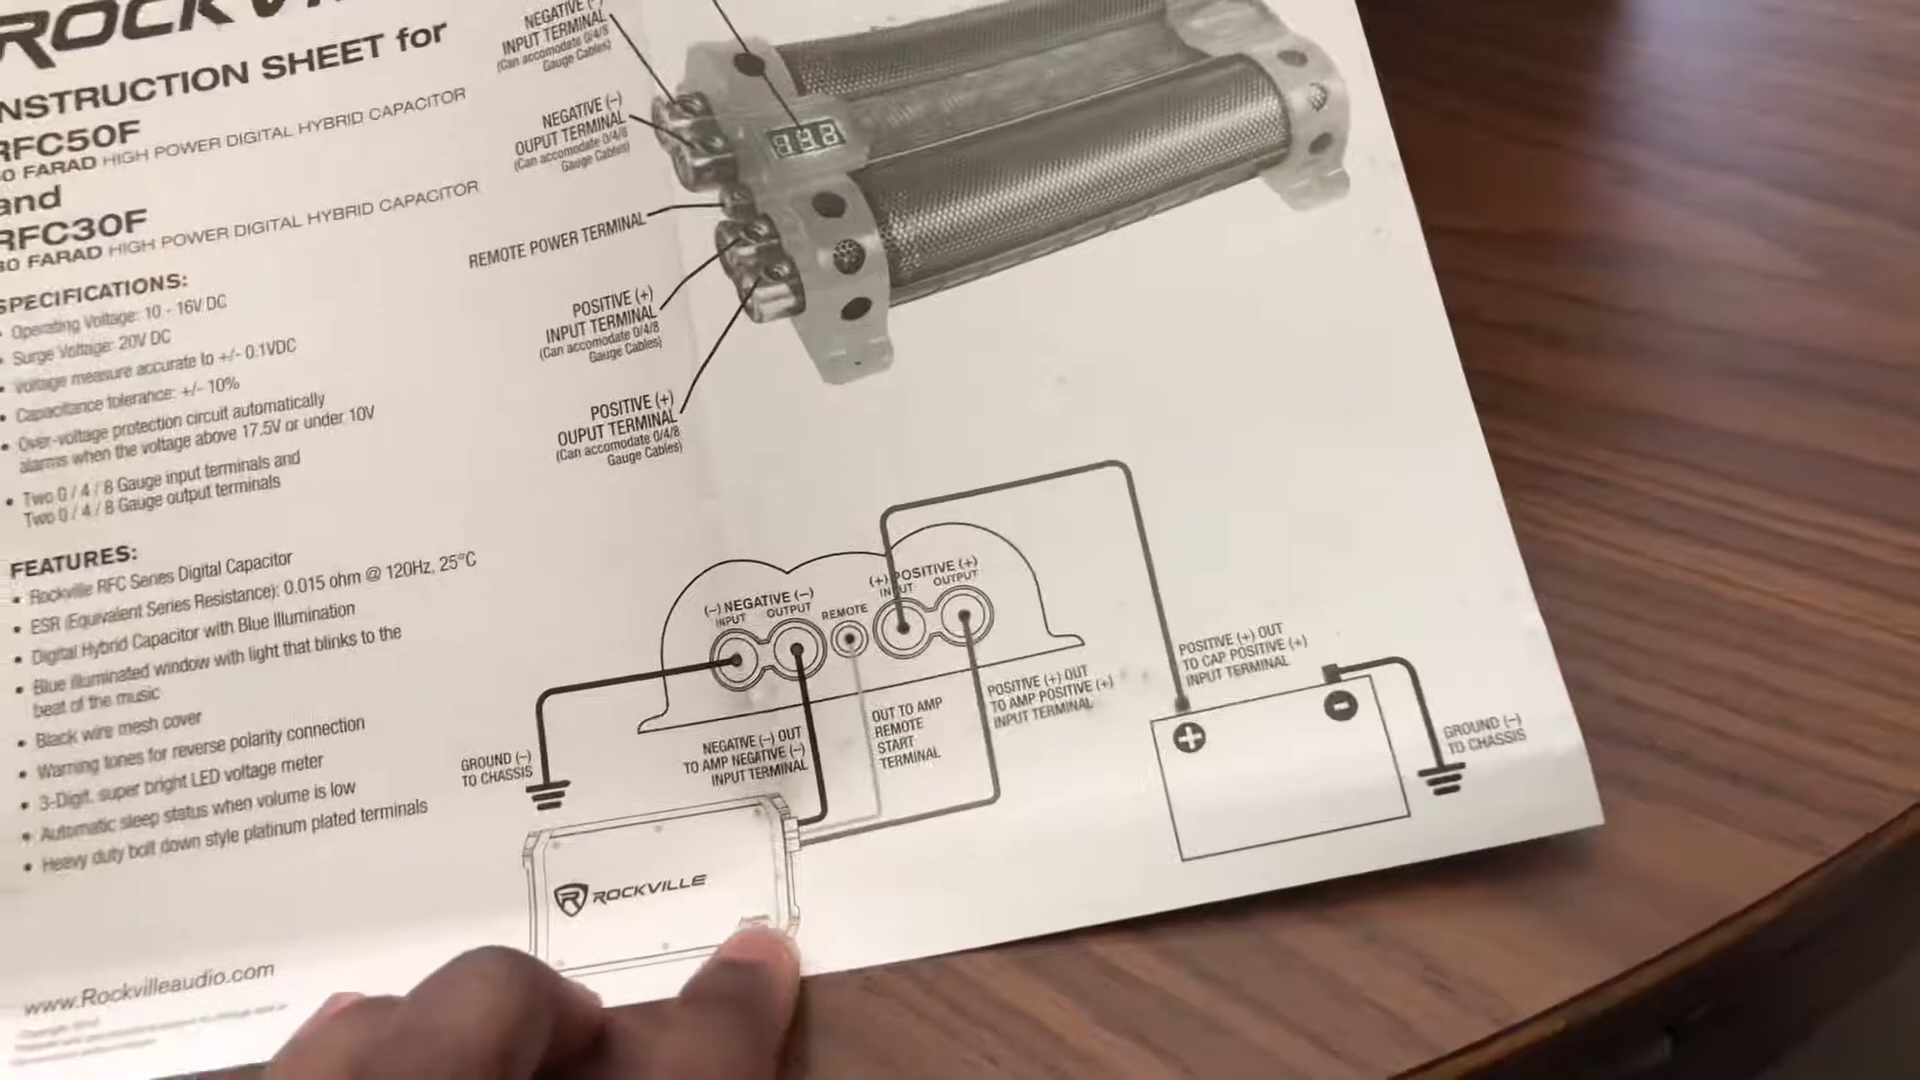 INSTRUCTION SHEET for
RFC50F
FARAD HIGH POWER DIGITAL HYBRID CAPACITOR
and
RFC30F
30 FARAD HIGH POWER DIGITAL HYBRID CAPACITOR
SPECIFICATIONS:
• Operating Voltage: 10 - 16V DC
• Surge Voltage: 20V DC
• voltage measure accurate to +/- 0.1VDC
• Capacitance tolerance: +/- 10%
• Over-voltage protection circuit automatically
alarms when the voltage above 17.5V or under 10V
• Two 0 / 4 / 8 Gauge input terminals and
Two 0 / 4 / 8 Gauge output terminals
FEATURES:
• Rockville RFC Series Digital Capacitor
• ESR (Equivalent Series Resistance): 0.015 ohm @ 120Hz, 25°C
• Digital Hybrid Capacitor with Blue Illumination
• Blue illuminated window with light that blinks to the
beat of the music
• Black wire mesh cover
• Warning tones for reverse polarity connection
• 3-Digit, super bright LED voltage meter
• Automatic sleep status when volume is low
• Heavy duty bolt down style platinum plated terminals
www.Rockvilleaudio.com
NEGATIVE (-)
INPUT TERMINAL
(Can accomodate 0/4/8
Gauge Cables)
NEGATIVE (-)
OUPUT TERMINAL
(Can accomodate 0/4/8
Gauge Cables)
REMOTE POWER TERMINAL
POSITIVE (+)
INPUT TERMINAL
(Can accomodate 0/4/8
Gauge Cables)
POSITIVE (+)
OUPUT TERMINAL
(Can accomodate 0/4/8
Gauge Cables)
(-) NEGATIVE (-)
INPUT OUTPUT
REMOTE
(+) POSITIVE (+)
INPUT OUTPUT
GROUND (-)
TO CHASSIS
NEGATIVE (-) OUT
TO AMP NEGATIVE (-)
INPUT TERMINAL
OUT TO AMP
REMOTE
START
TERMINAL
POSITIVE (+) OUT
TO AMP POSITIVE (+)
INPUT TERMINAL
POSITIVE (+) OUT
TO CAP POSITIVE (+)
INPUT TERMINAL
+ -
GROUND (-)
TO CHASSIS
R ROCKVILLE